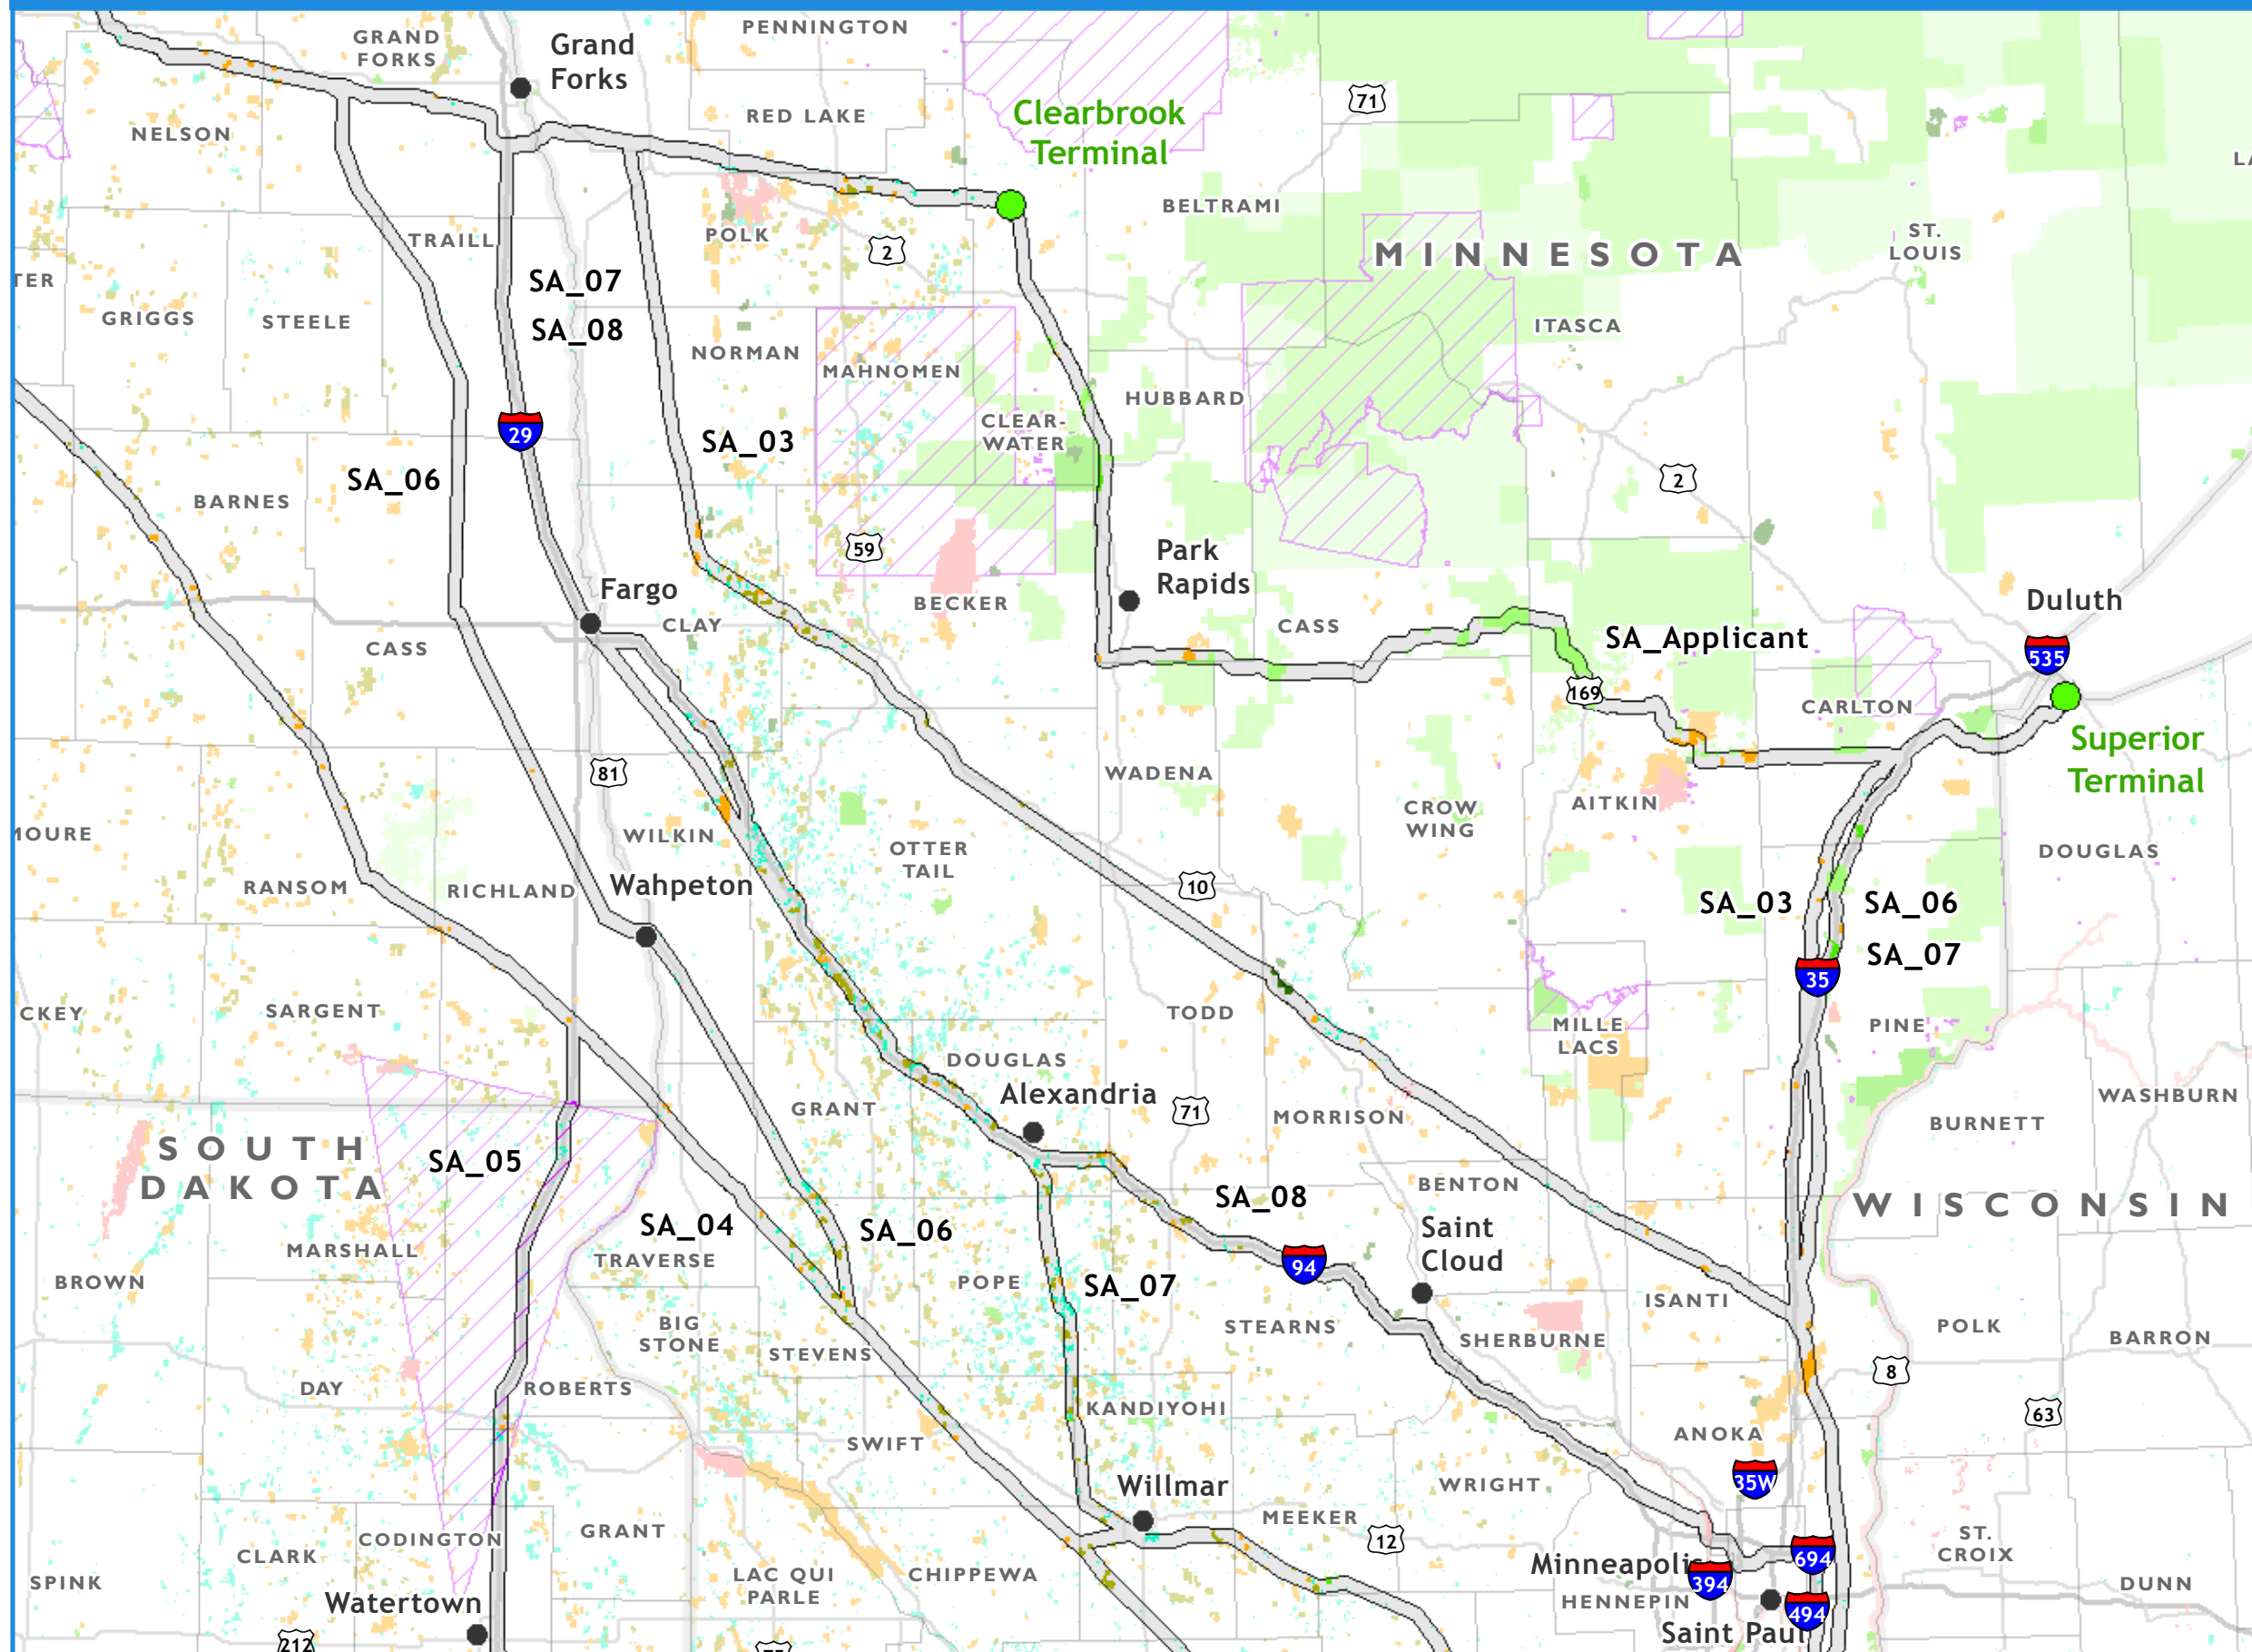 PENNINGTON
GRAND
FORKS
Grand
Forks
71
Clearbrook
Terminal
RED LAKE
NELSON
BELTRAMI
POLK
2
TRAILL
MINNESOTA
ST.
LOUIS
SA_07
SA_08
GRIGGS
STEELE
ITASCA
NORMAN
MAHNOMEN
HUBBARD
29
CLEAR-
WATER
SA_03
SA_06
BARNES
2
59
Park
Rapids
Fargo
BECKER
CLAY
CASS
CASS
SA_Applicant
Duluth
535
169
CARLTON
Superior
Terminal
81
WADENA
WILKIN
CROW
WING
AITKIN
OTTER
TAIL
DOUGLAS
RANSOM
RICHLAND
Wahpeton
10
SA_03
SA_06
SA_07
35
SARGENT
TODD
MILLE
LACS
PINE
DOUGLAS
Alexandria
GRANT
71
MORRISON
WASHBURN
BURNETT
SOUTH
DAKOTA
SA_05
BENTON
SA_08
WISCONSIN
SA_04
SA_06
Saint
Cloud
MARSHALL
TRAVERSE
94
BROWN
POPE
SA_07
ISANTI
BIG
STONE
STEARNS
SHERBURNE
POLK
BARRON
STEVENS
8
DAY
ROBERTS
KANDIYOHI
63
SWIFT
ANOKA
35W
Willmar
WRIGHT
MEEKER
12
GRANT
CODINGTON
CLARK
ST.
CROIX
694
Minneapolis
394
SPINK
LAC QUI
PARLE
CHIPPEWA
DUNN
HENNEPIN
494
Watertown
Saint Paul
212